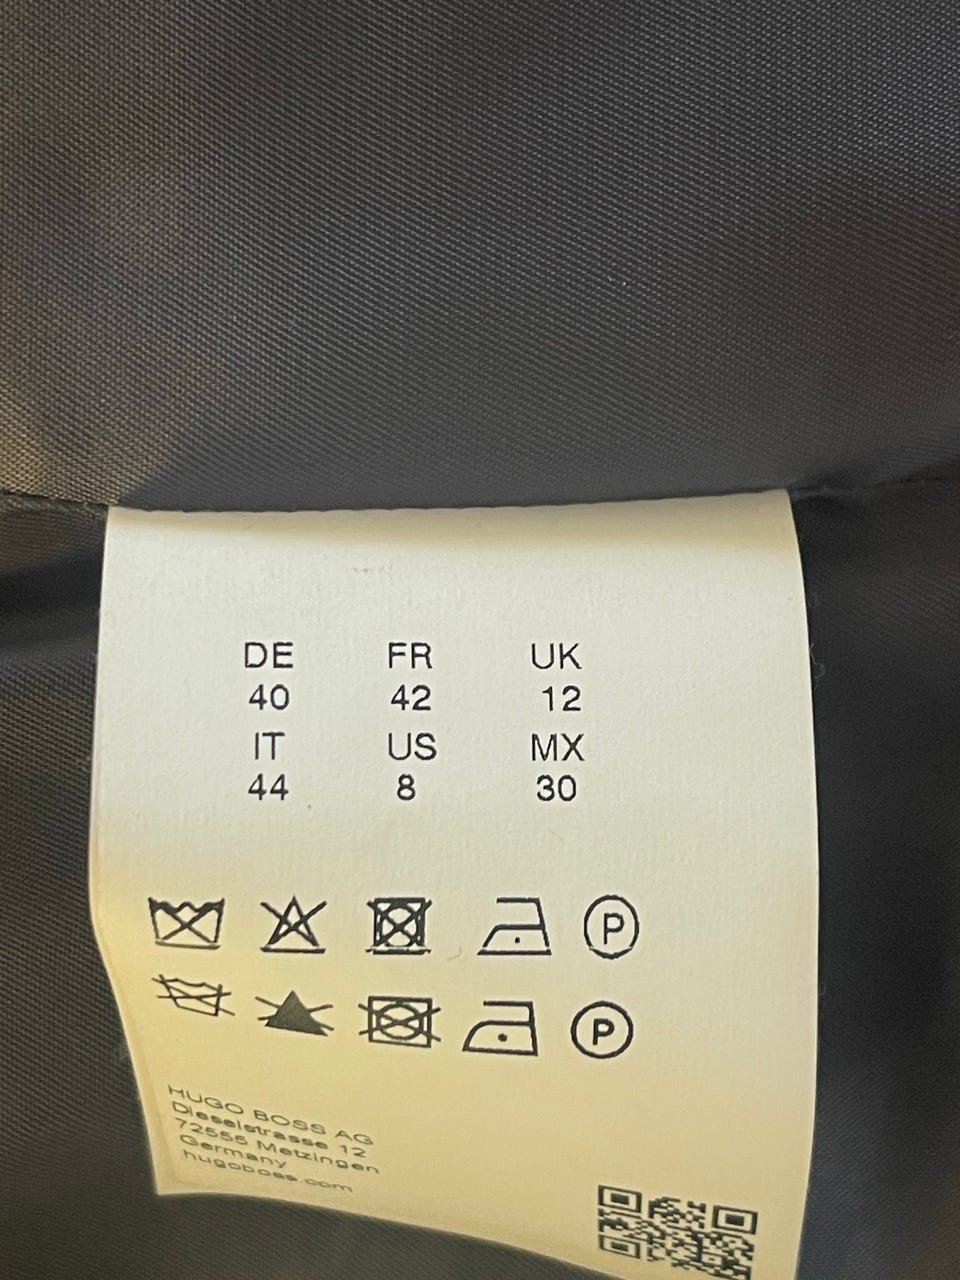 DE FR UK
40 42 12
IT US MX
44 8 30
P
P
HUGO BOSS AG
Dieselstrasse 12
72555 Metzingen
Germany
hugoboss.com